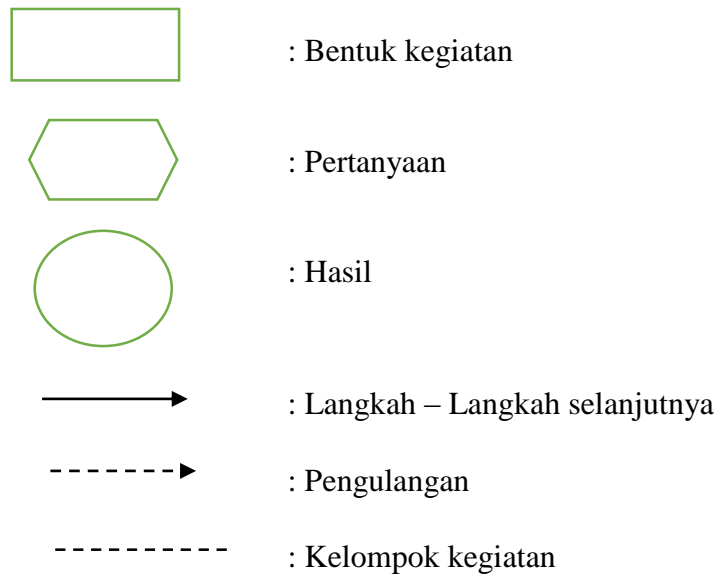 : Bentuk kegiatan
: Pertanyaan
: Hasil
: Langkah – Langkah selanjutnya
: Pengulangan
: Kelompok kegiatan